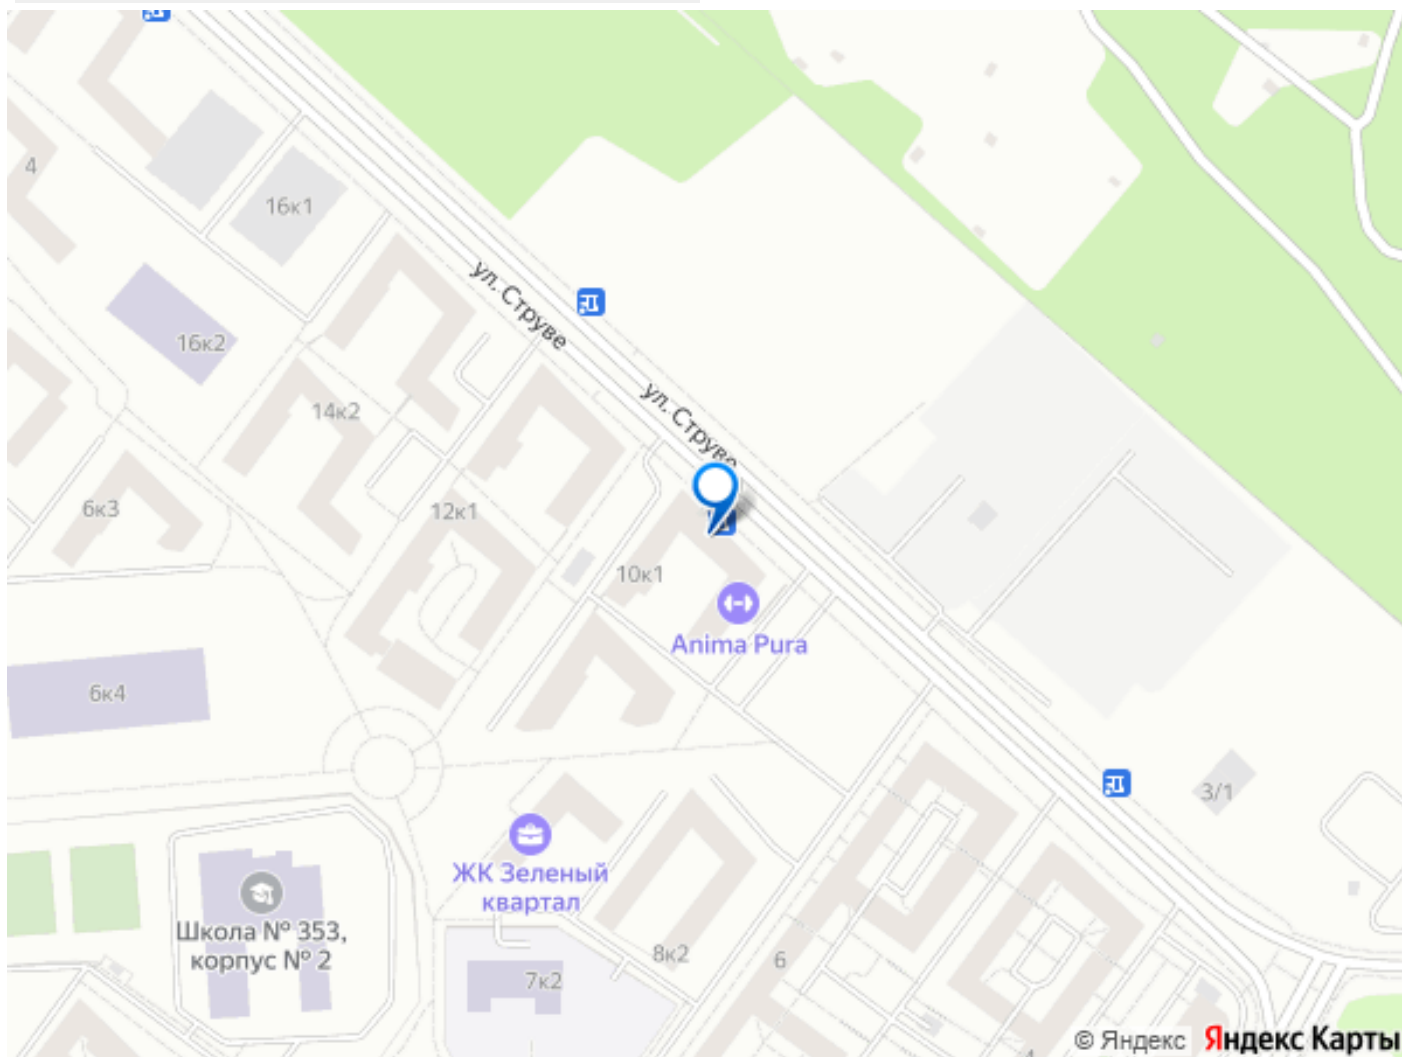 4
16к1
ул. Струве
16к2
ул. Струве
14к2
6к3
12к1
10к1
Anima Pura
6к4
3/1
ЖК Зеленый
квартал
Школа № 353,
корпус № 2
8к2
6
7к2
© Яндекс Яндекс Карты